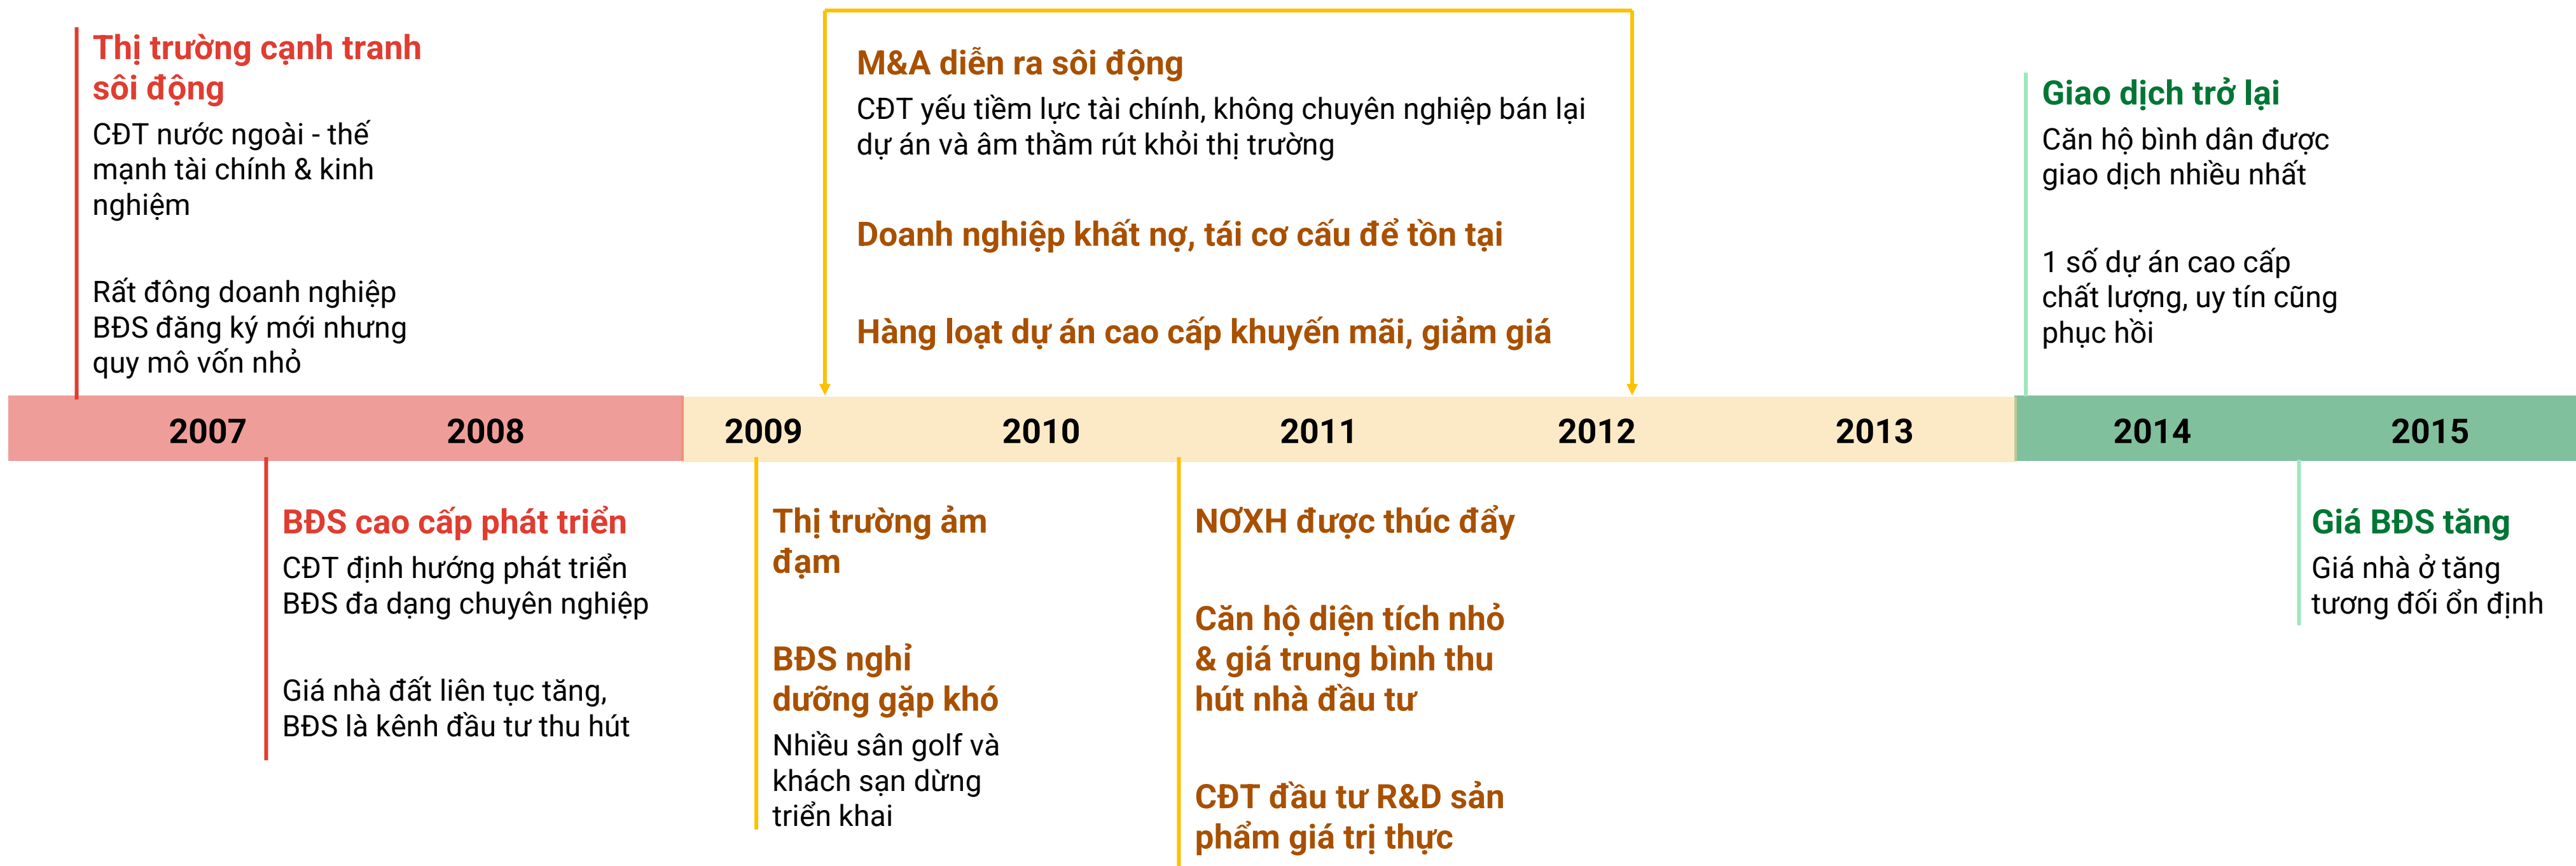 Thị trường cạnh tranh
sôi động
CĐT nước ngoài - thế
mạnh tài chính & kinh
nghiệm
Rất đông doanh nghiệp
BĐS đăng ký mới nhưng
quy mô vốn nhỏ
M&A diễn ra sôi động
CĐT yếu tiềm lực tài chính, không chuyên nghiệp bán lại
dự án và âm thầm rút khỏi thị trường
Doanh nghiệp khất nợ, tái cơ cấu để tồn tại
Hàng loạt dự án cao cấp khuyến mãi, giảm giá
Giao dịch trở lại
Căn hộ bình dân được
giao dịch nhiều nhất
1 số dự án cao cấp
chất lượng, uy tín cũng
phục hồi
2007 2008 2009 2010 2011 2012 2013 2014 2015
BĐS cao cấp phát triển
CĐT định hướng phát triển
BĐS đa dạng chuyên nghiệp
Giá nhà đất liên tục tăng,
BĐS là kênh đầu tư thu hút
Thị trường ảm
đạm
BĐS nghỉ
dưỡng gặp khó
Nhiều sân golf và
khách sạn dừng
triển khai
NƠXH được thúc đẩy
Căn hộ diện tích nhỏ
& giá trung bình thu
hút nhà đầu tư
CĐT đầu tư R&D sản
phẩm giá trị thực
Giá BĐS tăng
Giá nhà ở tăng
tương đối ổn định